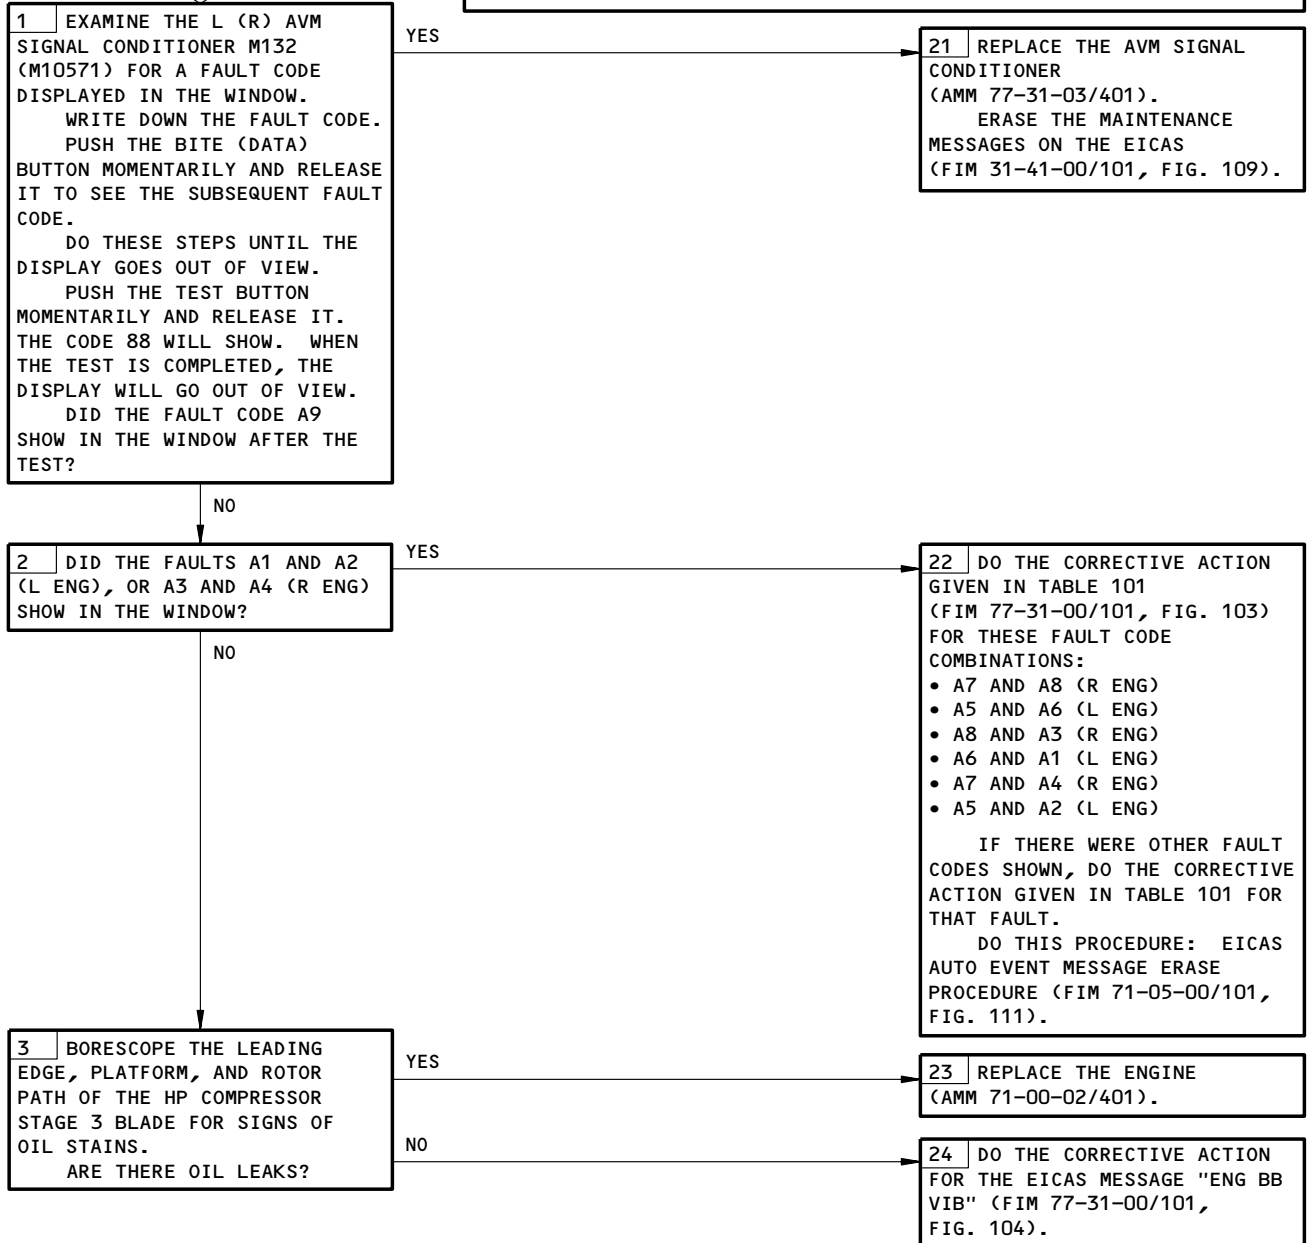 1 EXAMINE THE L (R) AVM
SIGNAL CONDITIONER M132
(M10571) FOR A FAULT CODE
DISPLAYED IN THE WINDOW.
WRITE DOWN THE FAULT CODE.
PUSH THE BITE (DATA)
BUTTON MOMENTARILY AND RELEASE
IT TO SEE THE SUBSEQUENT FAULT
CODE.
DO THESE STEPS UNTIL THE
DISPLAY GOES OUT OF VIEW.
PUSH THE TEST BUTTON
MOMENTARILY AND RELEASE IT.
THE CODE 88 WILL SHOW. WHEN
THE TEST IS COMPLETED, THE
DISPLAY WILL GO OUT OF VIEW.
DID THE FAULT CODE A9
SHOW IN THE WINDOW AFTER THE
TEST?
YES
21 REPLACE THE AVM SIGNAL
CONDITIONER
(AMM 77-31-03/401).
ERASE THE MAINTENANCE
MESSAGES ON THE EICAS
(FIM 31-41-00/101, FIG. 109).
NO
2 DID THE FAULTS A1 AND A2
(L ENG), OR A3 AND A4 (R ENG)
SHOW IN THE WINDOW?
YES
22 DO THE CORRECTIVE ACTION
GIVEN IN TABLE 101
(FIM 77-31-00/101, FIG. 103)
FOR THESE FAULT CODE
COMBINATIONS:
• A7 AND A8 (R ENG)
• A5 AND A6 (L ENG)
• A8 AND A3 (R ENG)
• A6 AND A1 (L ENG)
• A7 AND A4 (R ENG)
• A5 AND A2 (L ENG)
IF THERE WERE OTHER FAULT
CODES SHOWN, DO THE CORRECTIVE
ACTION GIVEN IN TABLE 101 FOR
THAT FAULT.
DO THIS PROCEDURE: EICAS
AUTO EVENT MESSAGE ERASE
PROCEDURE (FIM 71-05-00/101,
FIG. 111).
NO
3 BORESCOPE THE LEADING
EDGE, PLATFORM, AND ROTOR
PATH OF THE HP COMPRESSOR
STAGE 3 BLADE FOR SIGNS OF
OIL STAINS.
ARE THERE OIL LEAKS?
YES
23 REPLACE THE ENGINE
(AMM 71-00-02/401).
NO
24 DO THE CORRECTIVE ACTION
FOR THE EICAS MESSAGE "ENG BB
VIB" (FIM 77-31-00/101,
FIG. 104).